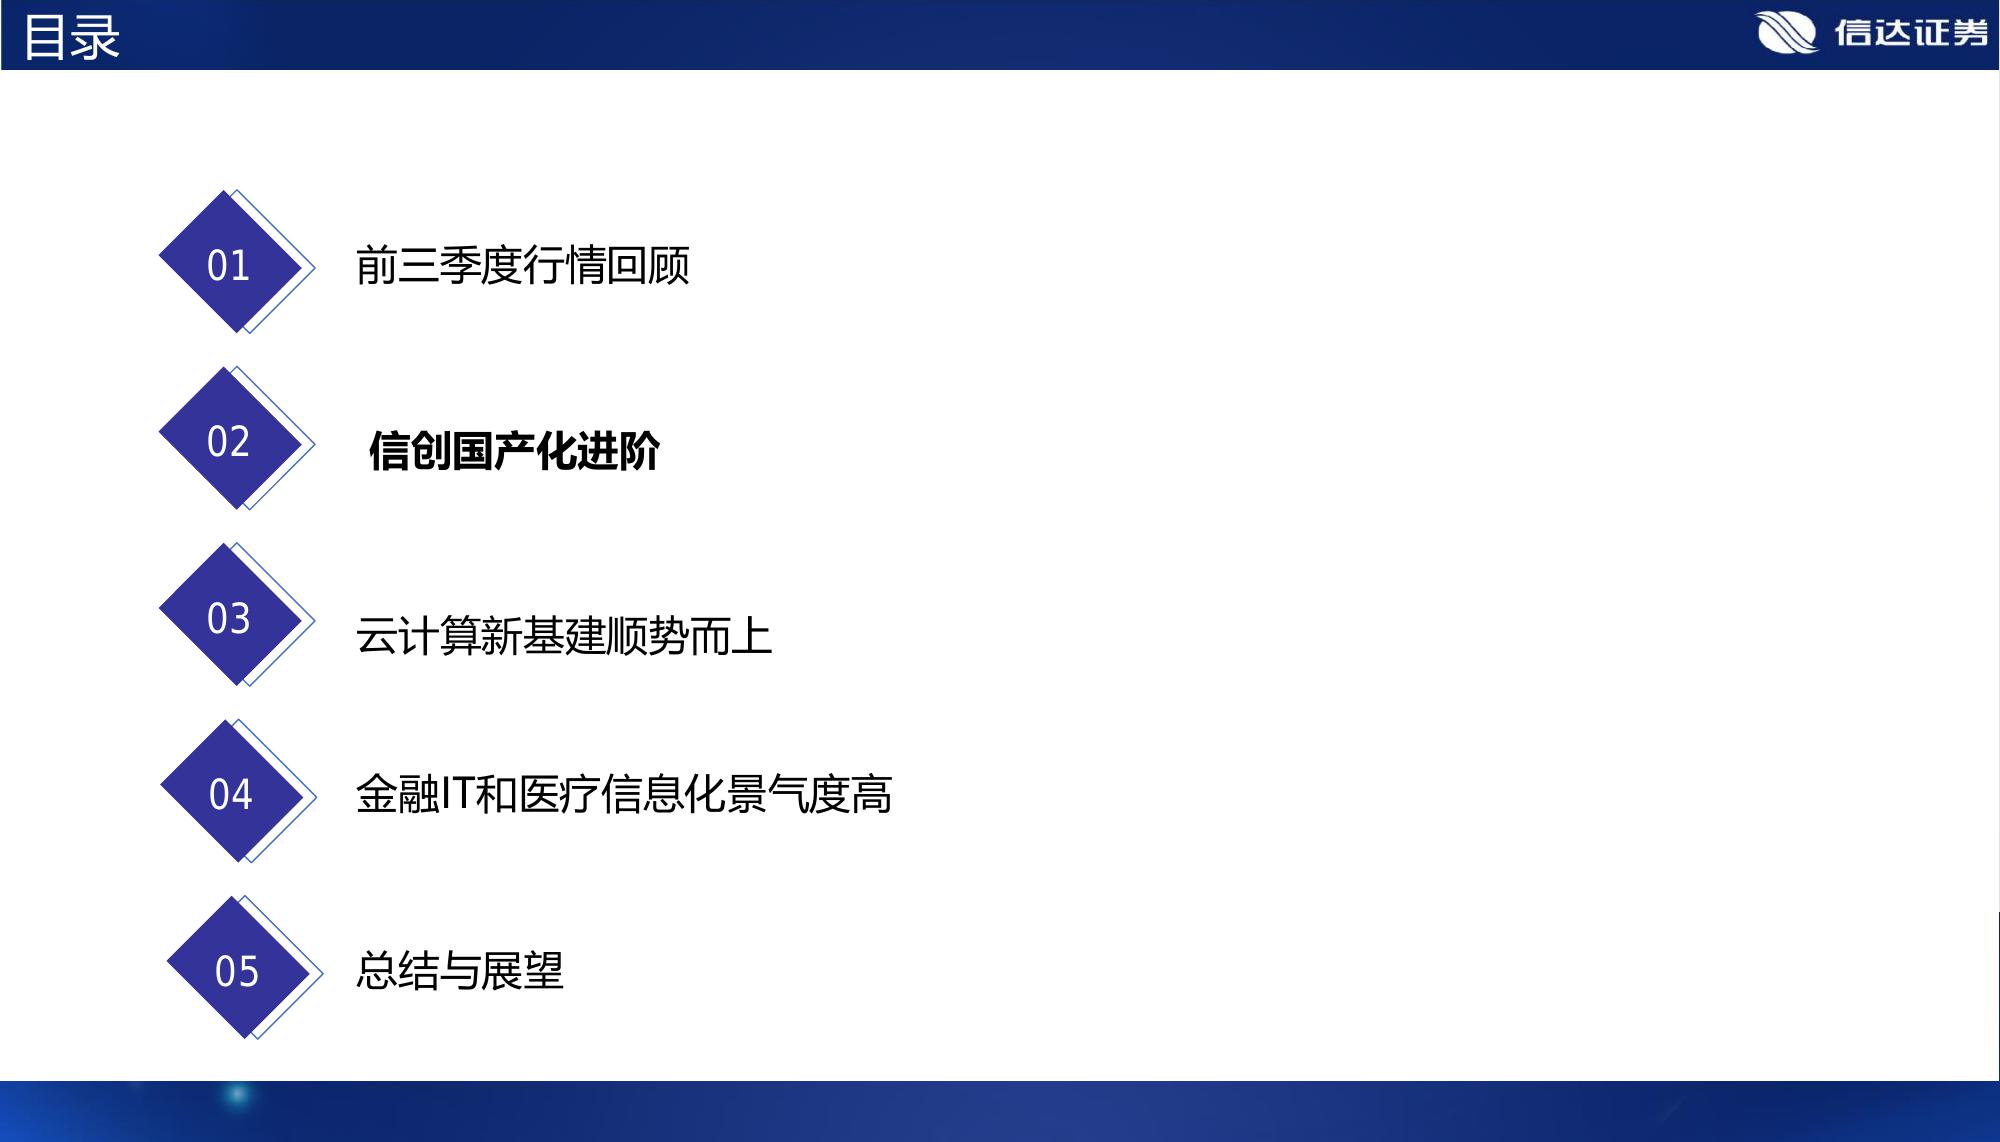 目录
信达证券
01
前三季度行情回顾
02
信创国产化进阶
03
云计算新基建顺势而上
04
金融IT和医疗信息化景气度高
05
总结与展望